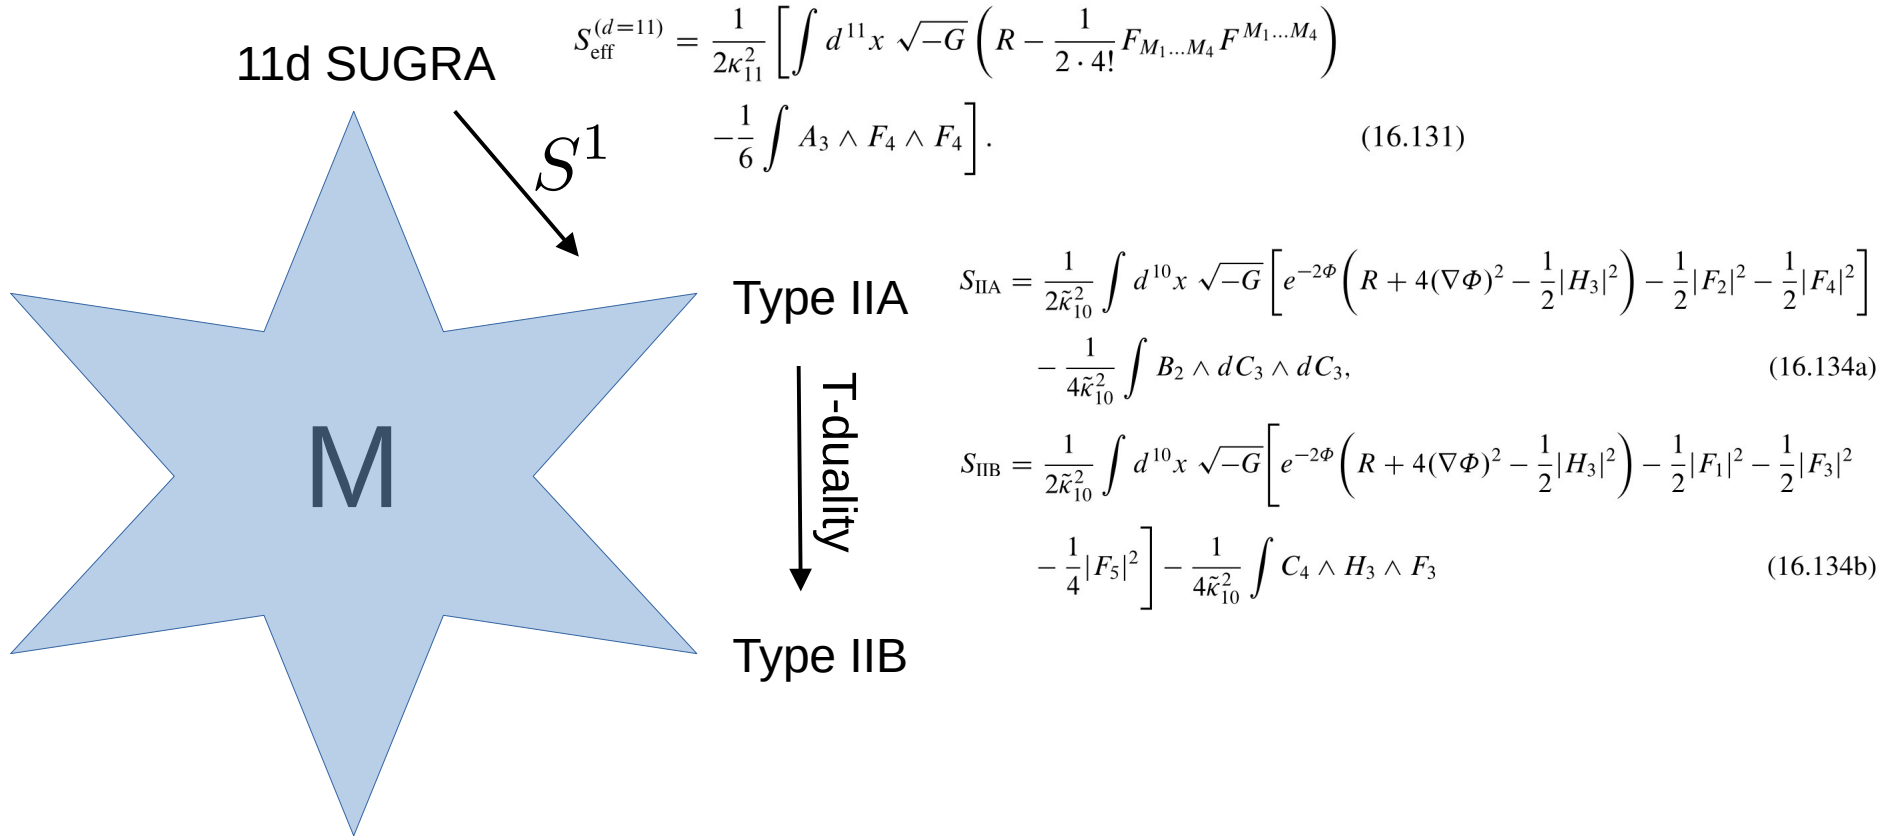 11d SUGRA
S_{\text{eff}}^{(d=11)} = \frac{1}{2\kappa_{11}^2} \left[ \int d^{11}x \sqrt{-G} \left( R - \frac{1}{2 \cdot 4!} F_{M_1 \ldots M_4} F^{M_1 \ldots M_4} \right)
- \frac{1}{6} \int A_3 \wedge F_4 \wedge F_4 \right]. (16.131)
S^1
Type IIA
S_{\text{IIA}} = \frac{1}{2\tilde{\kappa}_{10}^2} \int d^{10}x \sqrt{-G} \left[ e^{-2\Phi} \left( R + 4(\nabla\Phi)^2 - \frac{1}{2}|H_3|^2 \right) - \frac{1}{2}|F_2|^2 - \frac{1}{2}|F_4|^2 \right]
- \frac{1}{4\tilde{\kappa}_{10}^2} \int B_2 \wedge dC_3 \wedge dC_3, (16.134a)
T-duality
M
S_{\text{IIB}} = \frac{1}{2\tilde{\kappa}_{10}^2} \int d^{10}x \sqrt{-G} \left[ e^{-2\Phi} \left( R + 4(\nabla\Phi)^2 - \frac{1}{2}|H_3|^2 \right) - \frac{1}{2}|F_1|^2 - \frac{1}{2}|F_3|^2
- \frac{1}{4}|F_5|^2 \right] - \frac{1}{4\tilde{\kappa}_{10}^2} \int C_4 \wedge H_3 \wedge F_3 (16.134b)
Type IIB